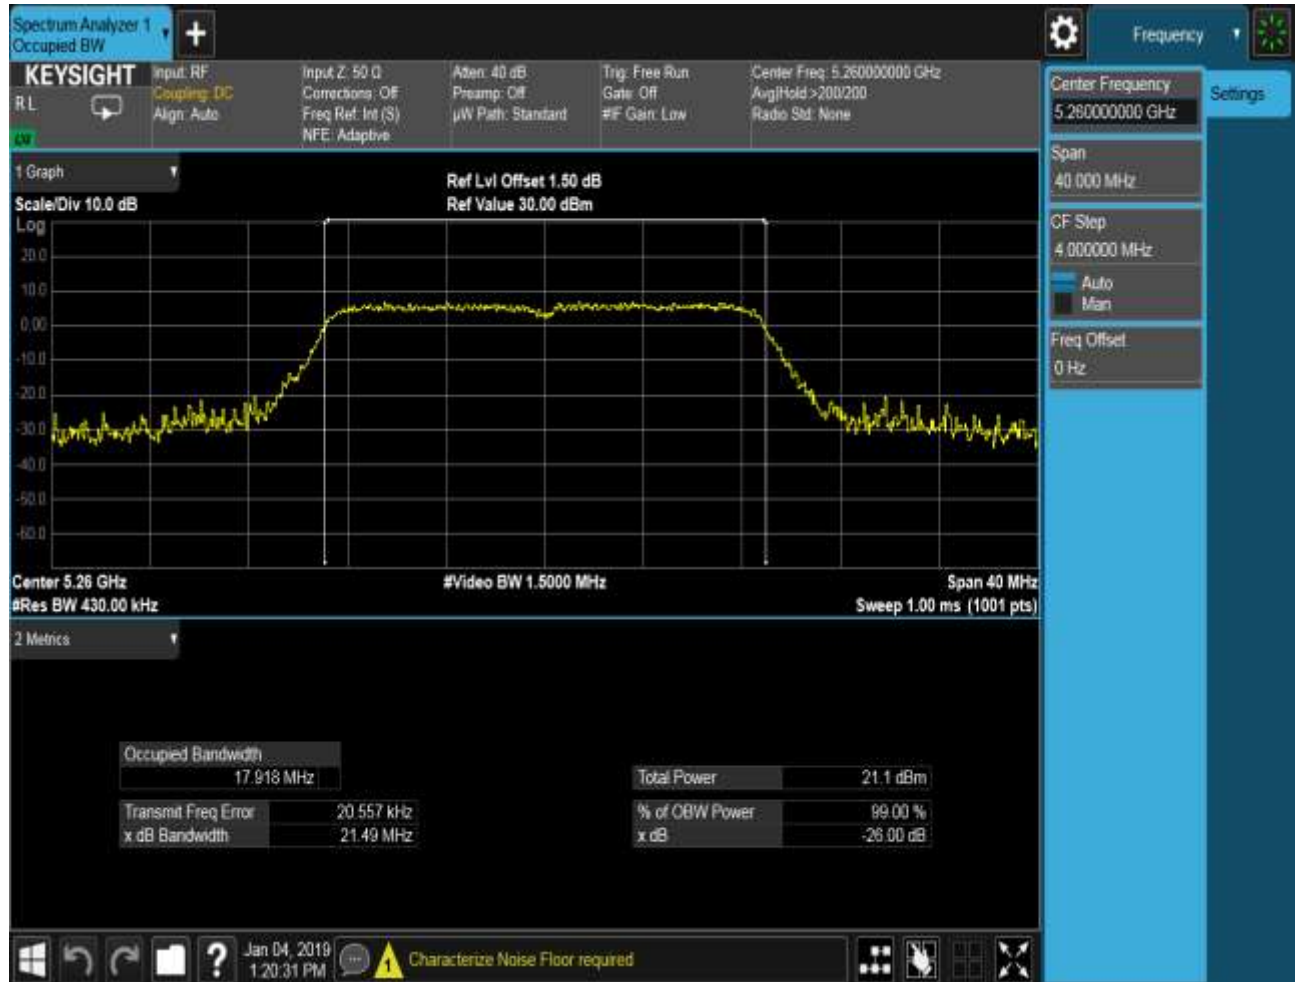 Spectrum Analyzer 1
Occupied BW
+
Frequency
KEYSIGHT
RL
Input: RF
Coupling: DC
Align: Auto
Input Z: 50 Ω
Corrections: Off
Freq Ref: Int (S)
NFE: Adaptive
Atten: 40 dB
Preamp: Off
µW Path: Standard
Trig: Free Run
Gate: Off
#IF Gain: Low
Center Freq: 5.260000000 GHz
Avg|Hold:>200/200
Radio Std: None
Center Frequency
5.260000000 GHz
Settings
Span
40.000 MHz
CF Step
4.000000 MHz
Auto
Man
Freq Offset
0 Hz
1 Graph
Scale/Div 10.0 dB
Ref Lvl Offset 1.50 dB
Ref Value 30.00 dBm
Log
20.0
10.0
0.00
-10.0
-20.0
-30.0
-40.0
-50.0
-60.0
Center 5.26 GHz
#Video BW 1.5000 MHz
Span 40 MHz
#Res BW 430.00 kHz
Sweep 1.00 ms (1001 pts)
2 Metrics
Occupied Bandwidth
17.918 MHz
Total Power 21.1 dBm
Transmit Freq Error 20.557 kHz
% of OBW Power 99.00 %
x dB Bandwidth 21.49 MHz
x dB -26.00 dB
?
Jan 04, 2019
1:20:31 PM
1
Characterize Noise Floor required